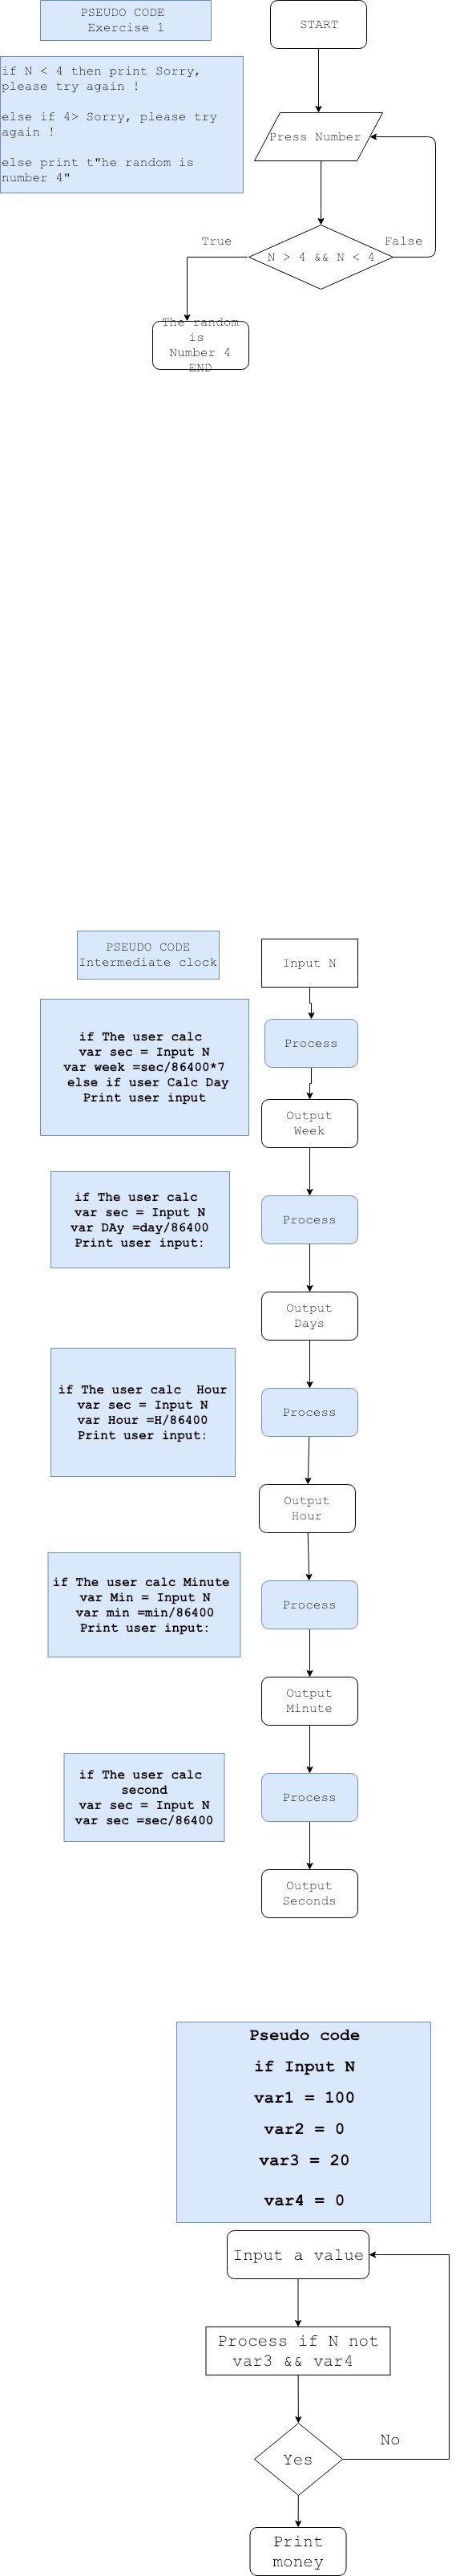 PSEUDO CODE
Exercise 1
START
if N < 4 then print Sorry,
please try again !
else if 4> Sorry, please try
again !
else print t"he random is
number 4"
Press Number
True
False
N > 4 && N < 4
The random
is
Number 4
END
PSEUDO CODE
Intermediate clock
Input N
if The user calc
var sec = Input N
var week =sec/86400*7
else if user Calc Day
Print user input
Process
Output
Week
if The user calc
var sec = Input N
var DAy =day/86400
Print user input:
Process
Output
Days
if The user calc  Hour
var sec = Input N
var Hour =H/86400
Print user input:
Process
Output
Hour
if The user calc Minute
var Min = Input N
var min =min/86400
Print user input:
Process
Output
Minute
if The user calc
second
var sec = Input N
var sec =sec/86400
Process
Output
Seconds
Pseudo code
if Input N
var1 = 100
var2 = 0
var3 = 20
var4 = 0
Input a value
Process if N not
var3 && var4
No
Yes
Print
money